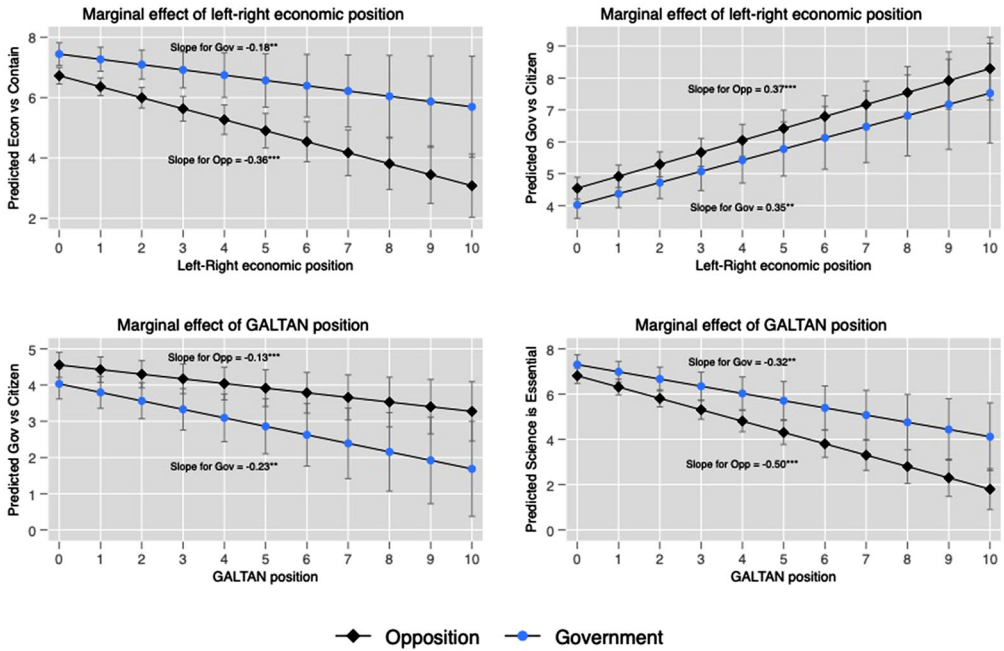 Marginal effect of left-right economic position
Predicted Econ vs Contain
8
6
4
2
Slope for Gov = -0.18**
Slope for Opp = -0.36***
0 1 2 3 4 5 6 7 8 9 10
Left-Right economic position
Marginal effect of left-right economic position
Predicted Gov vs Citizen
9
8
7
6
5
4
Slope for Opp = 0.37***
Slope for Gov = 0.35**
0 1 2 3 4 5 6 7 8 9 10
Left-Right economic position
Marginal effect of GALTAN position
Predicted Gov vs Citizen
5
4
3
2
1
0
Slope for Opp = -0.13***
Slope for Gov = -0.23**
0 1 2 3 4 5 6 7 8 9 10
GALTAN position
Marginal effect of GALTAN position
Predicted Science is Essential
8
6
4
2
0
Slope for Gov = -0.32**
Slope for Opp = -0.50***
0 1 2 3 4 5 6 7 8 9 10
GALTAN position
Opposition Government